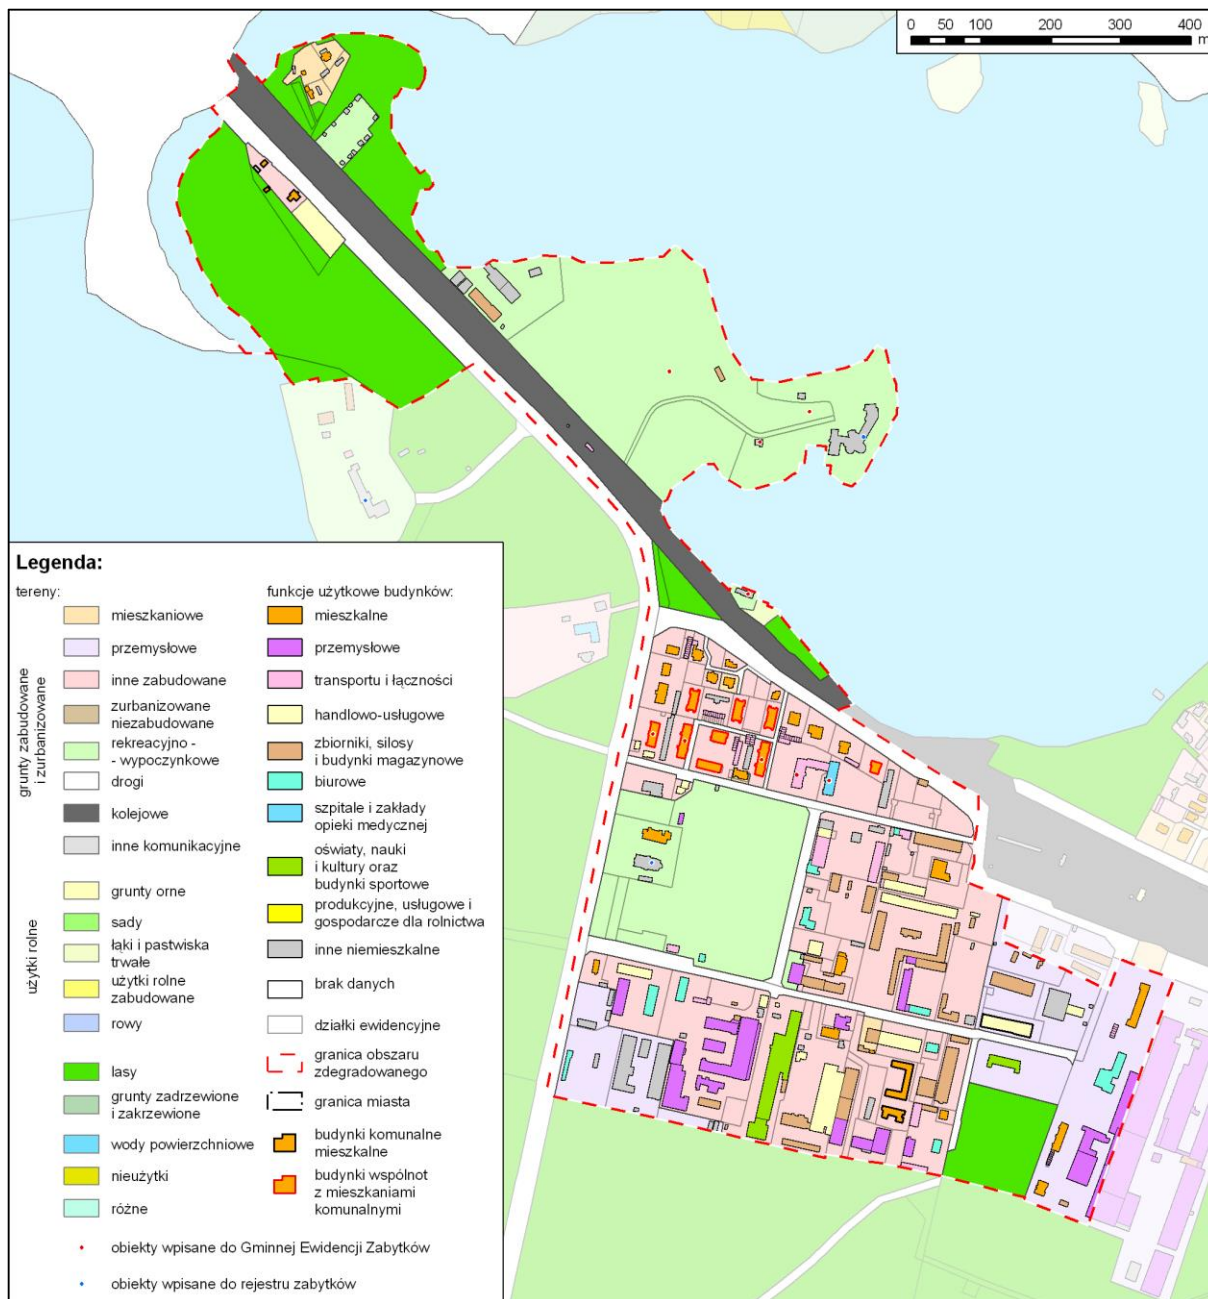 0 50 100 200 300 400
m
Legenda:
tereny:
grunty zabudowane
i zurbanizowane
mieszkaniowe
przemysłowe
inne zabudowane
zurbanizowane
niezabudowane
rekreacyjno -
- wypoczynkowe
drogi
kolejowe
inne komunikacyjne
użytki rolne
grunty orne
sady
łąki i pastwiska
trwałe
użytki rolne
zabudowane
rowy
lasy
grunty zadrzewione
i zakrzewione
wody powierzchniowe
nieużytki
różne
funkcje użytkowe budynków:
mieszkalne
przemysłowe
transportu i łączności
handlowo-usługowe
zbiorniki, silosy
i budynki magazynowe
biurowe
szpitale i zakłady
opieki medycznej
oświaty, nauki
i kultury oraz
budynki sportowe
produkcyjne, usługowe i
gospodarcze dla rolnictwa
inne niemieszkalne
brak danych
działki ewidencyjne
granica obszaru
zdegradowanego
granica miasta
budynki komunalne
mieszkalne
budynki wspólnot
z mieszkaniami
komunalnymi
obiekty wpisane do Gminnej Ewidencji Zabytków
obiekty wpisane do rejestru zabytków